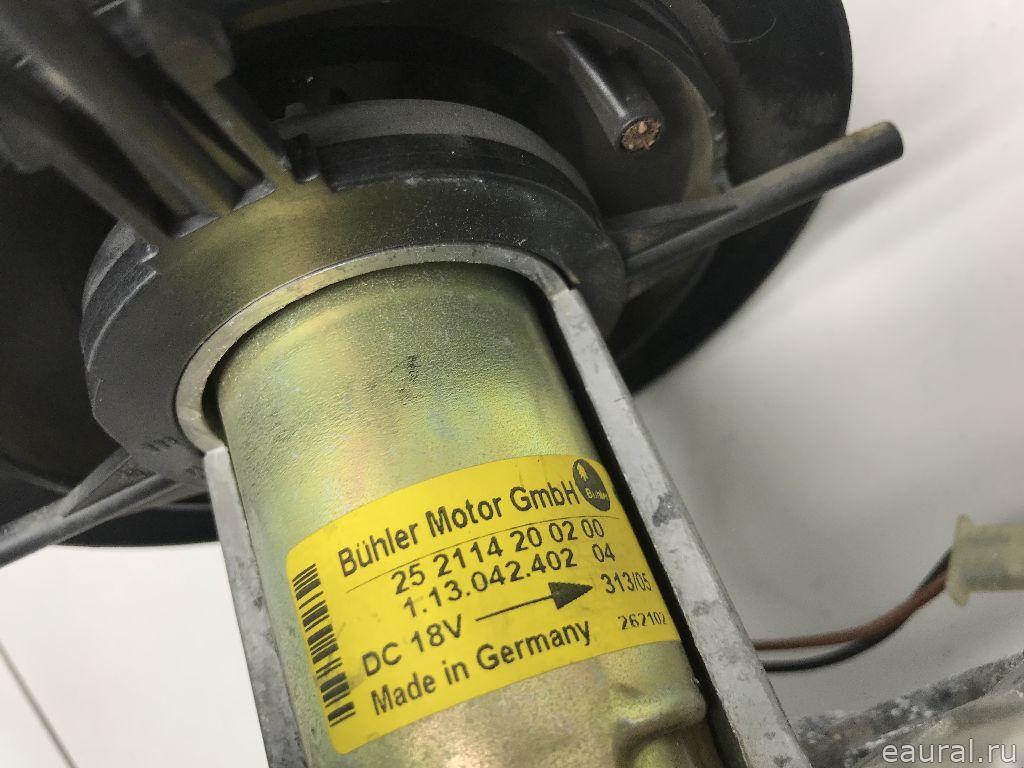 Bühler Motor GmbH
Bühler
25 2114 20 02 00
1.13.042.402 04
DC 18V 313/05
Made in Germany 262102
eaural.ru